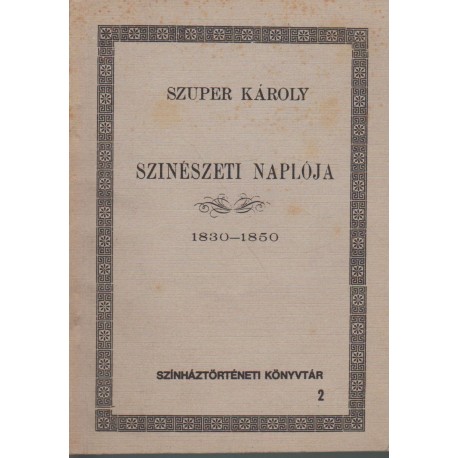 SZUPER KÁROLY
SZINÉSZETI NAPLÓJA
1830–1850
SZÍNHÁZTÖRTÉNETI KÖNYVTÁR
2